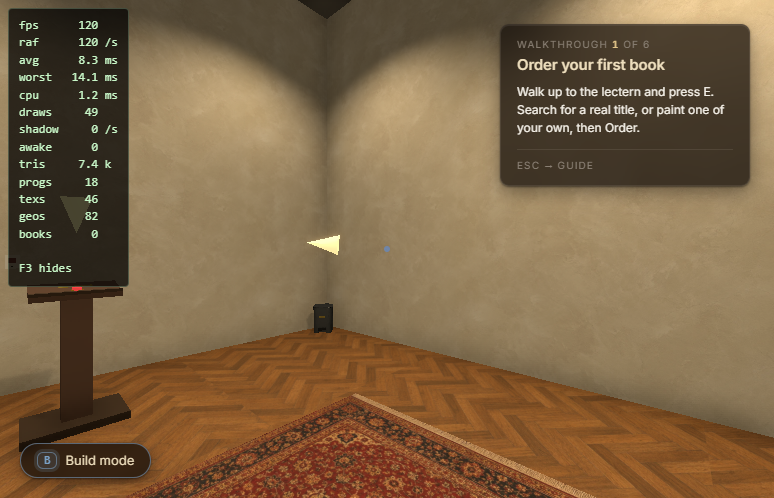 fps 120
raf 120 /s
avg 8.3 ms
worst 14.1 ms
cpu 1.2 ms
draws 49
shadow 0 /s
awake 0
tris 7.4 k
progs 18
texs 46
geos 82
books 0
F3 hides
WALKTHROUGH 1 OF 6
Order your first book
Walk up to the lectern and press E.
Search for a real title, or paint one of
your own, then Order.
ESC → GUIDE
B Build mode